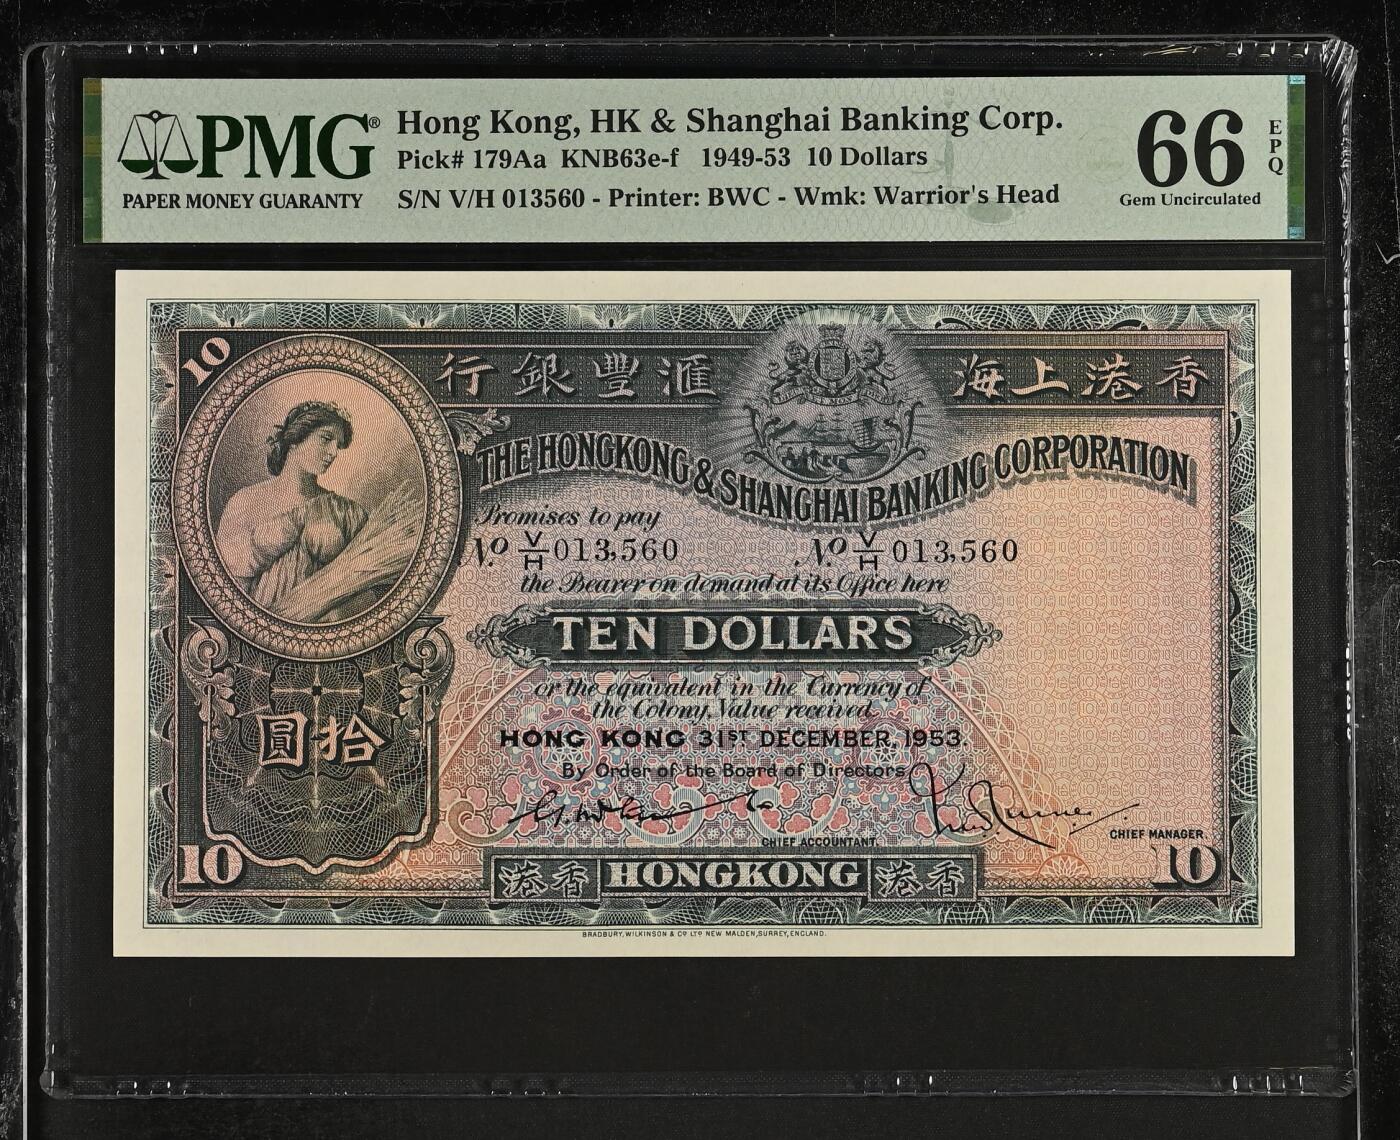 PMG®
PAPER MONEY GUARANTY
Hong Kong, HK & Shanghai Banking Corp.
Pick# 179Aa KNB63e-f 1949-53 10 Dollars
S/N V/H 013560 - Printer: BWC - Wmk: Warrior's Head
66
EPQ
Gem Uncirculated
10
行銀豐滙 海上港香
THE HONGKONG & SHANGHAI BANKING CORPORATION
Promises to pay
No. V/H 013,560 No. V/H 013,560
the Bearer on demand at its Office here
TEN DOLLARS
or the equivalent in the Currency of
the Colony, Value received.
圓拾
HONG KONG 31ST DECEMBER, 1953.
By Order of the Board of Directors,
CHIEF ACCOUNTANT.
CHIEF MANAGER.
10 港香 HONGKONG 港香 10
BRADBURY, WILKINSON & Co LTD NEW MALDEN, SURREY, ENGLAND.